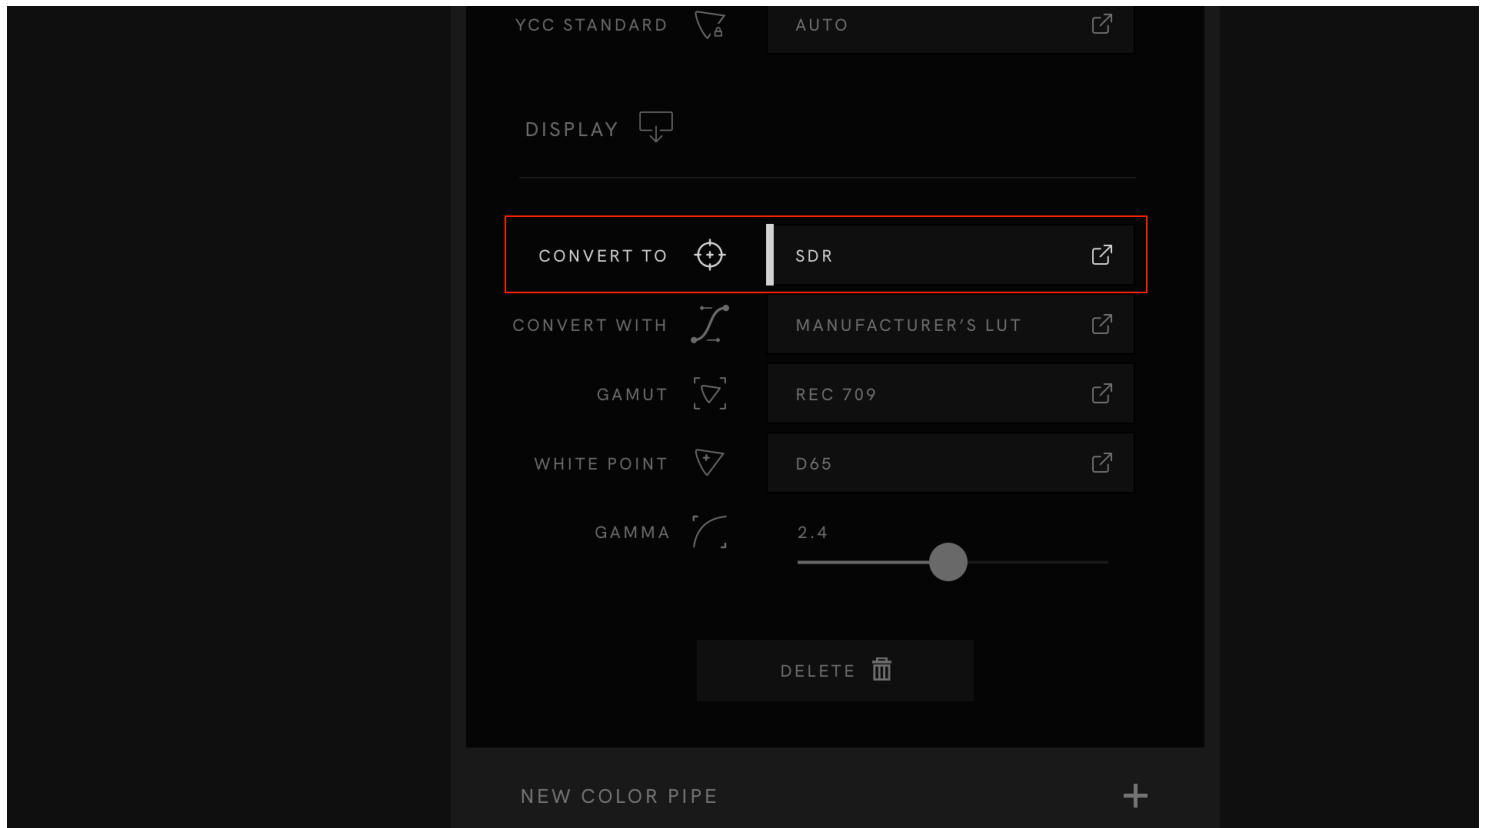 YCC STANDARD AUTO
DISPLAY
CONVERT TO SDR
CONVERT WITH MANUFACTURER’S LUT
GAMUT REC 709
WHITE POINT D65
GAMMA 2.4
DELETE
NEW COLOR PIPE